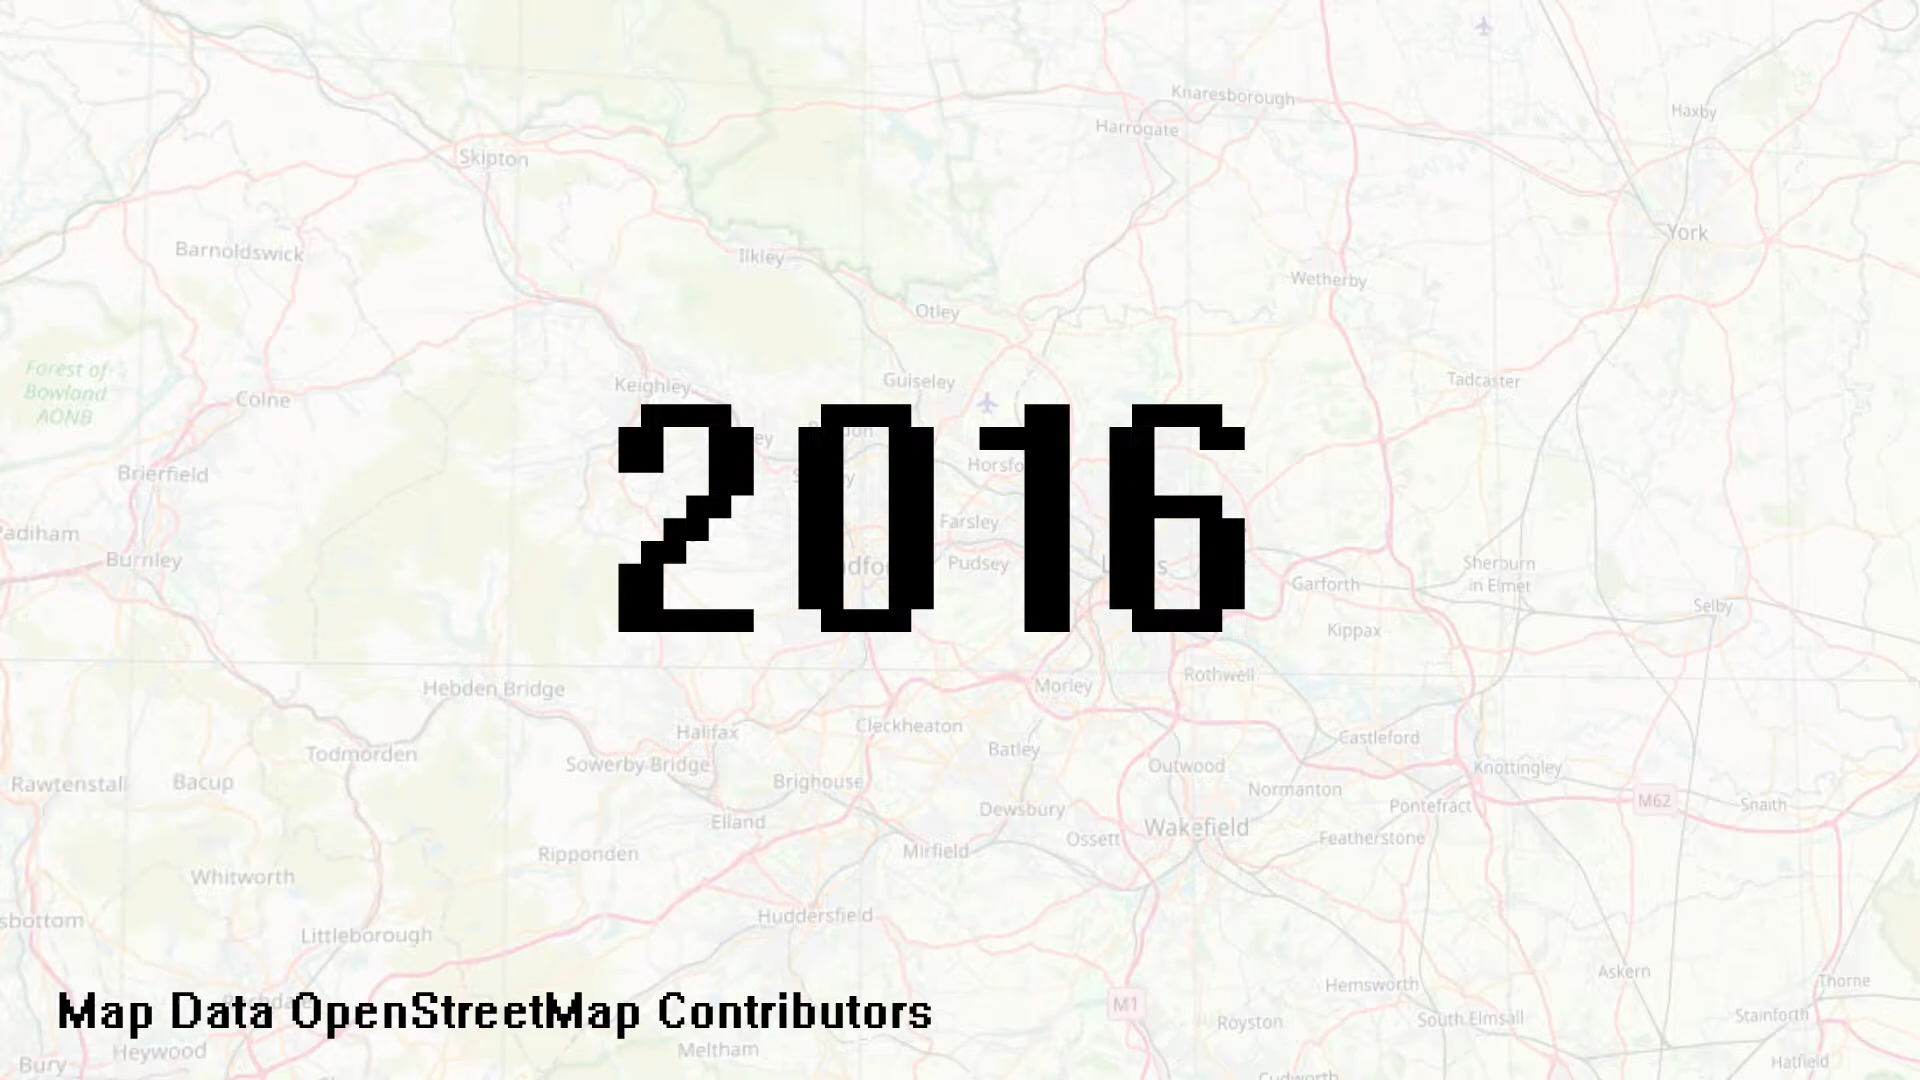 Knaresborough
Haxby
Harrogate
Skipton
York
Barnoldswick
Ilkley
Wetherby
Otley
Forest of
Bowland
AONB
Keighley
Guiseley
Tadcaster
Colne
2016
Brierfield
Farsley
Padiham
Burnley
Pudsey
Garforth
Sherburn
in Elmet
Selby
Kippax
Rothwell
Hebden Bridge
Morley
Halifax
Cleckheaton
Castleford
Batley
Todmorden
Sowerby Bridge
Outwood
Knottingley
Rawtenstall
Bacup
Brighouse
Normanton
M62
Snaith
Pontefract
Dewsbury
Elland
Wakefield
Ossett
Featherstone
Ripponden
Mirfield
Whitworth
Huddersfield
sbottom
Littleborough
Askern
Thorne
Hemsworth
M1
Map Data OpenStreetMap Contributors
Royston
South Elmsall
Stainforth
Heywood
Meltham
Bury
Hatfield
Cudworth